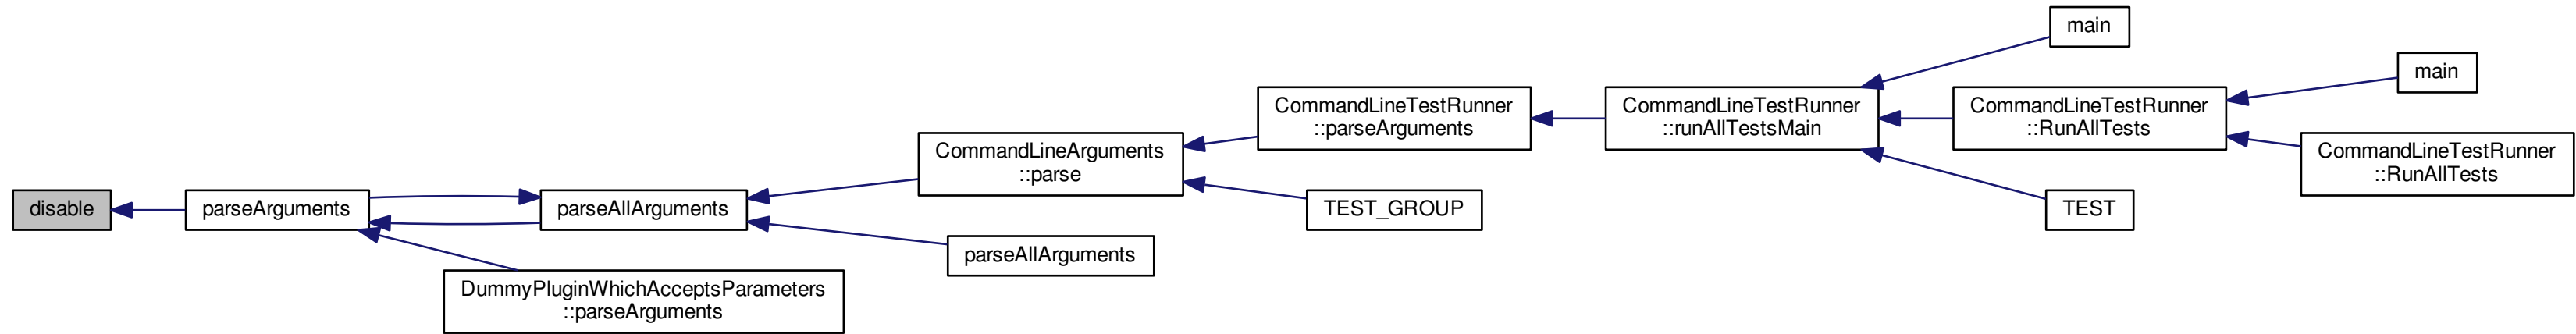 disable
parseArguments
parseAllArguments
DummyPluginWhichAcceptsParameters
::parseArguments
CommandLineArguments
::parse
parseAllArguments
CommandLineTestRunner
::parseArguments
TEST_GROUP
CommandLineTestRunner
::runAllTestsMain
main
CommandLineTestRunner
::RunAllTests
TEST
main
CommandLineTestRunner
::RunAllTests